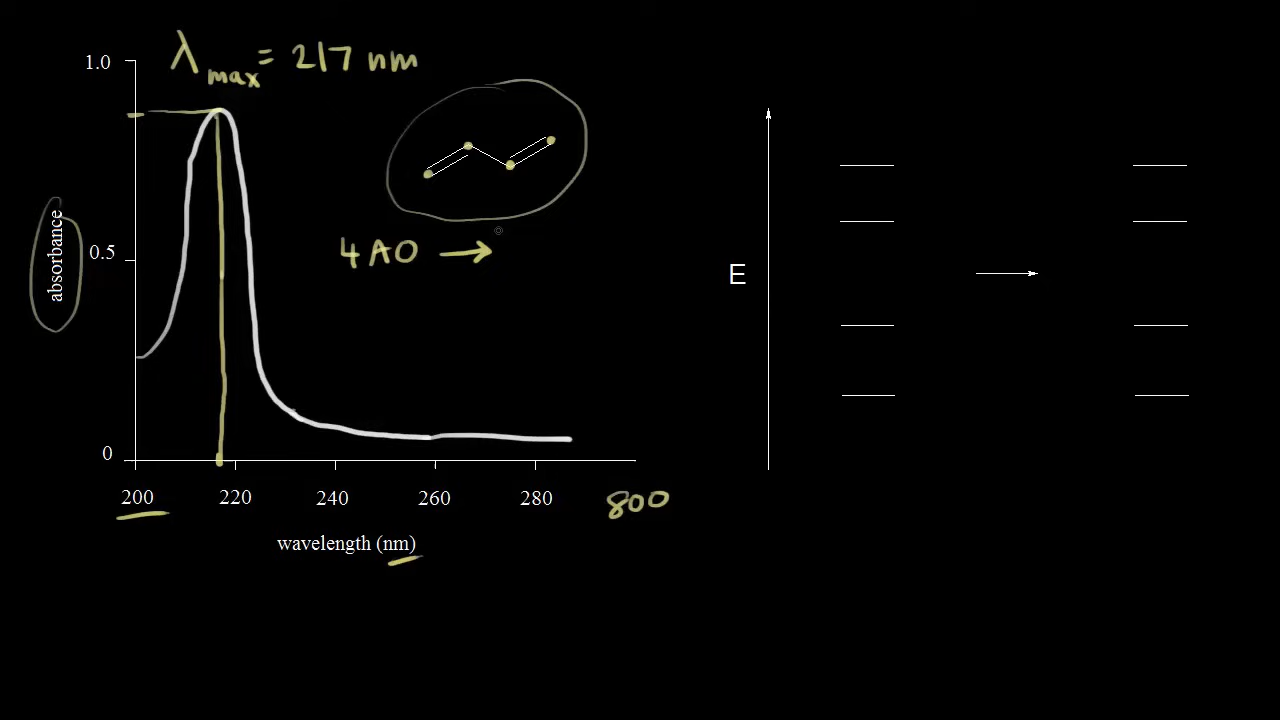 λmax = 217 nm
1.0
absorbance
0.5
4 AO →
0
200 220 240 260 280 800
wavelength (nm)
E